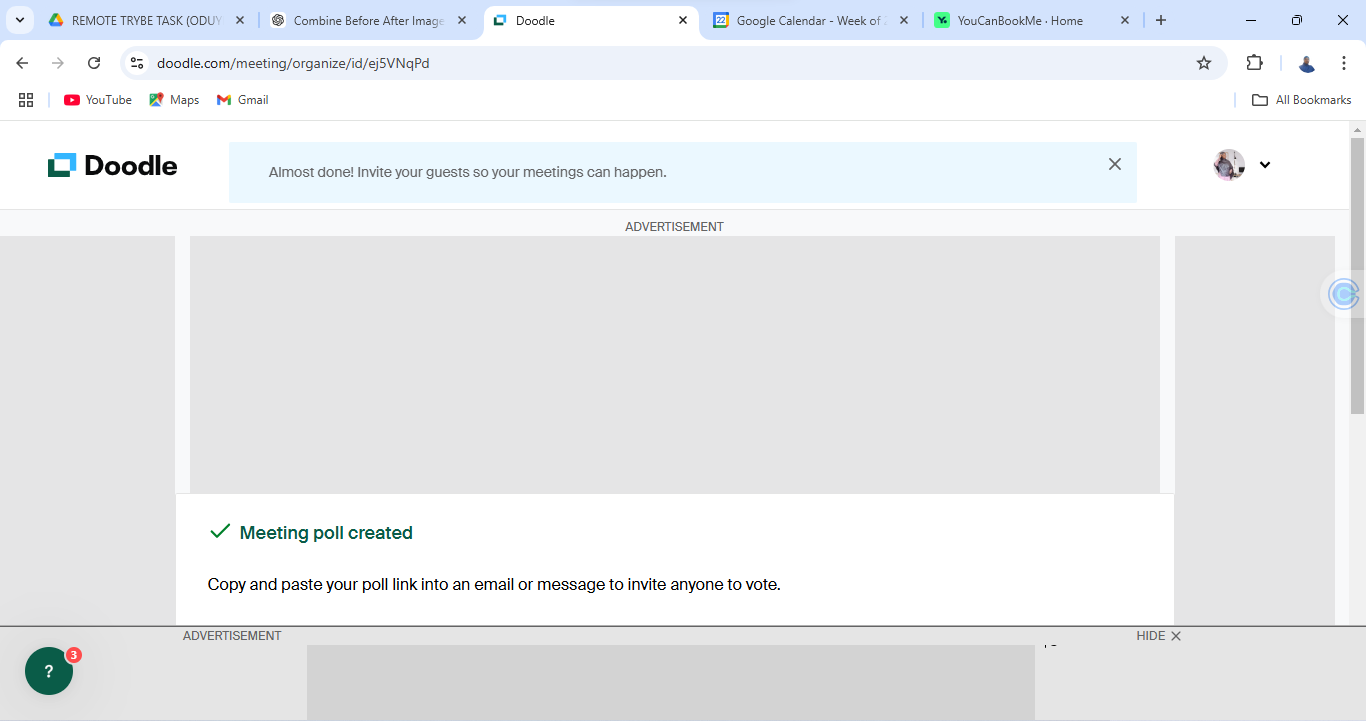 REMOTE TRYBE TASK (ODUY
Combine Before After Image
Doodle
Google Calendar - Week of 2
YouCanBookMe · Home
doodle.com/meeting/organize/id/ej5VNqPd
YouTube
Maps
Gmail
All Bookmarks
Doodle
Almost done! Invite your guests so your meetings can happen.
ADVERTISEMENT
Meeting poll created
Copy and paste your poll link into an email or message to invite anyone to vote.
ADVERTISEMENT
HIDE
?
3